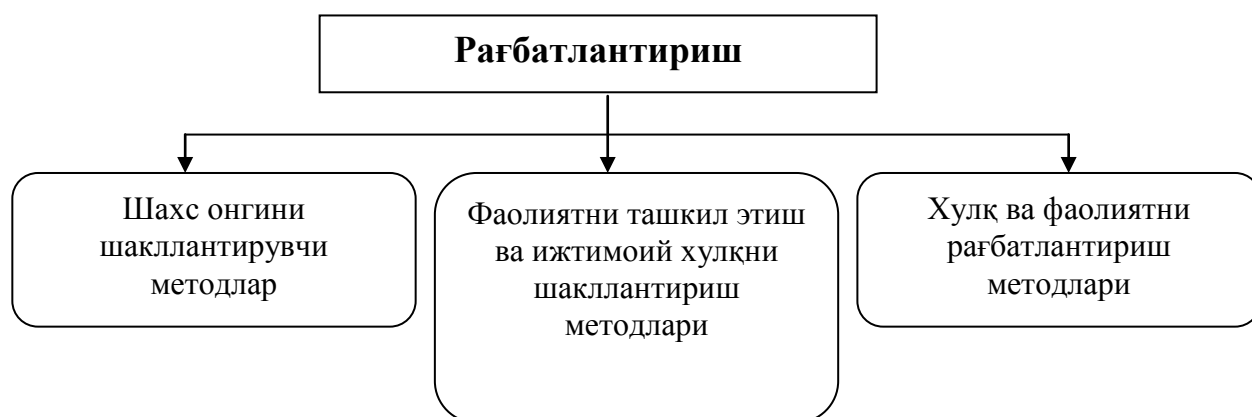 Рағбатлантириш
Шахс онгини
шакллантирувчи
методлар
Фаолиятни ташкил этиш
ва ижтимоий хулқни
шакллантириш
методлари
Хулқ ва фаолиятни
рағбатлантириш
методлари